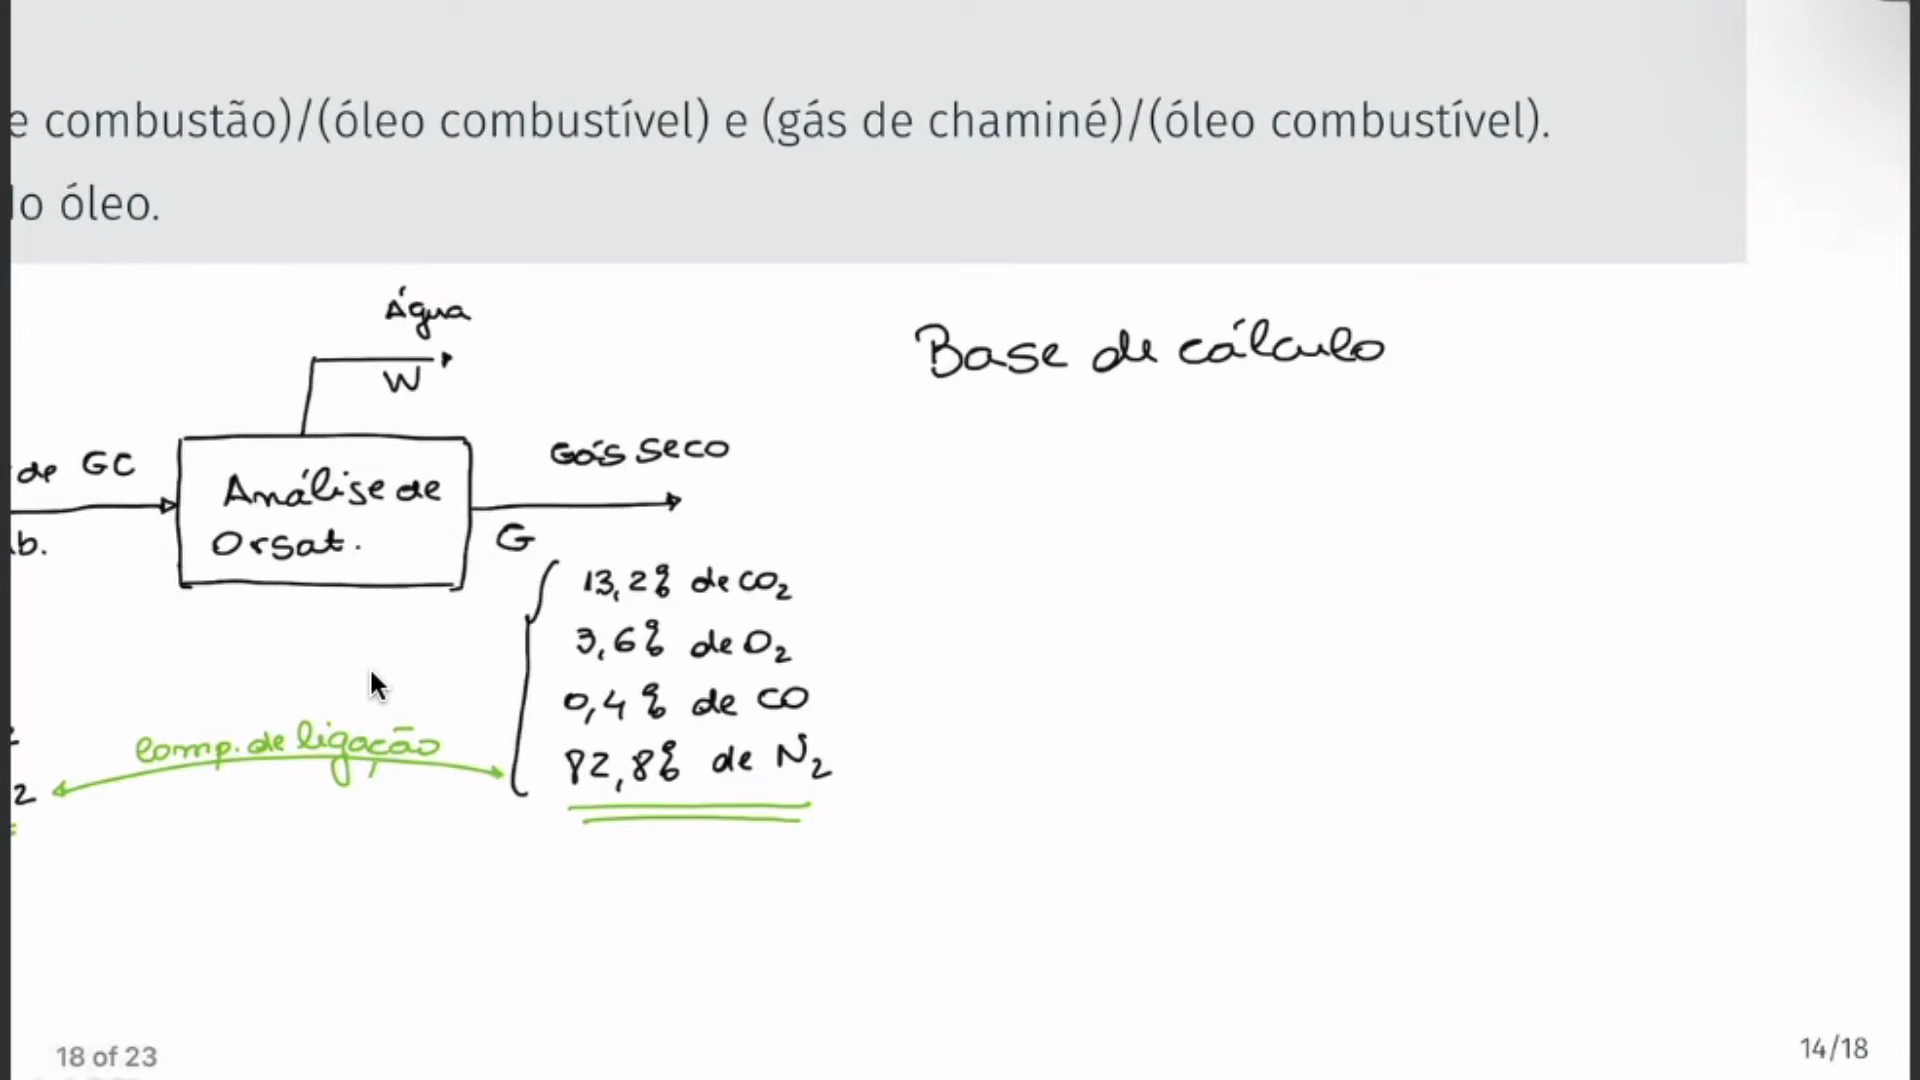 e combustão)/(óleo combustível) e (gás de chaminé)/(óleo combustível).
lo óleo.
Água
W
Base de cálculo
de GC
Análise de
Orsat.
b.
Gás seco
G
13,2% de CO2
3,6% de O2
0,4% de CO
82,8% de N2
comp. de ligação
2
18 of 23
14/18